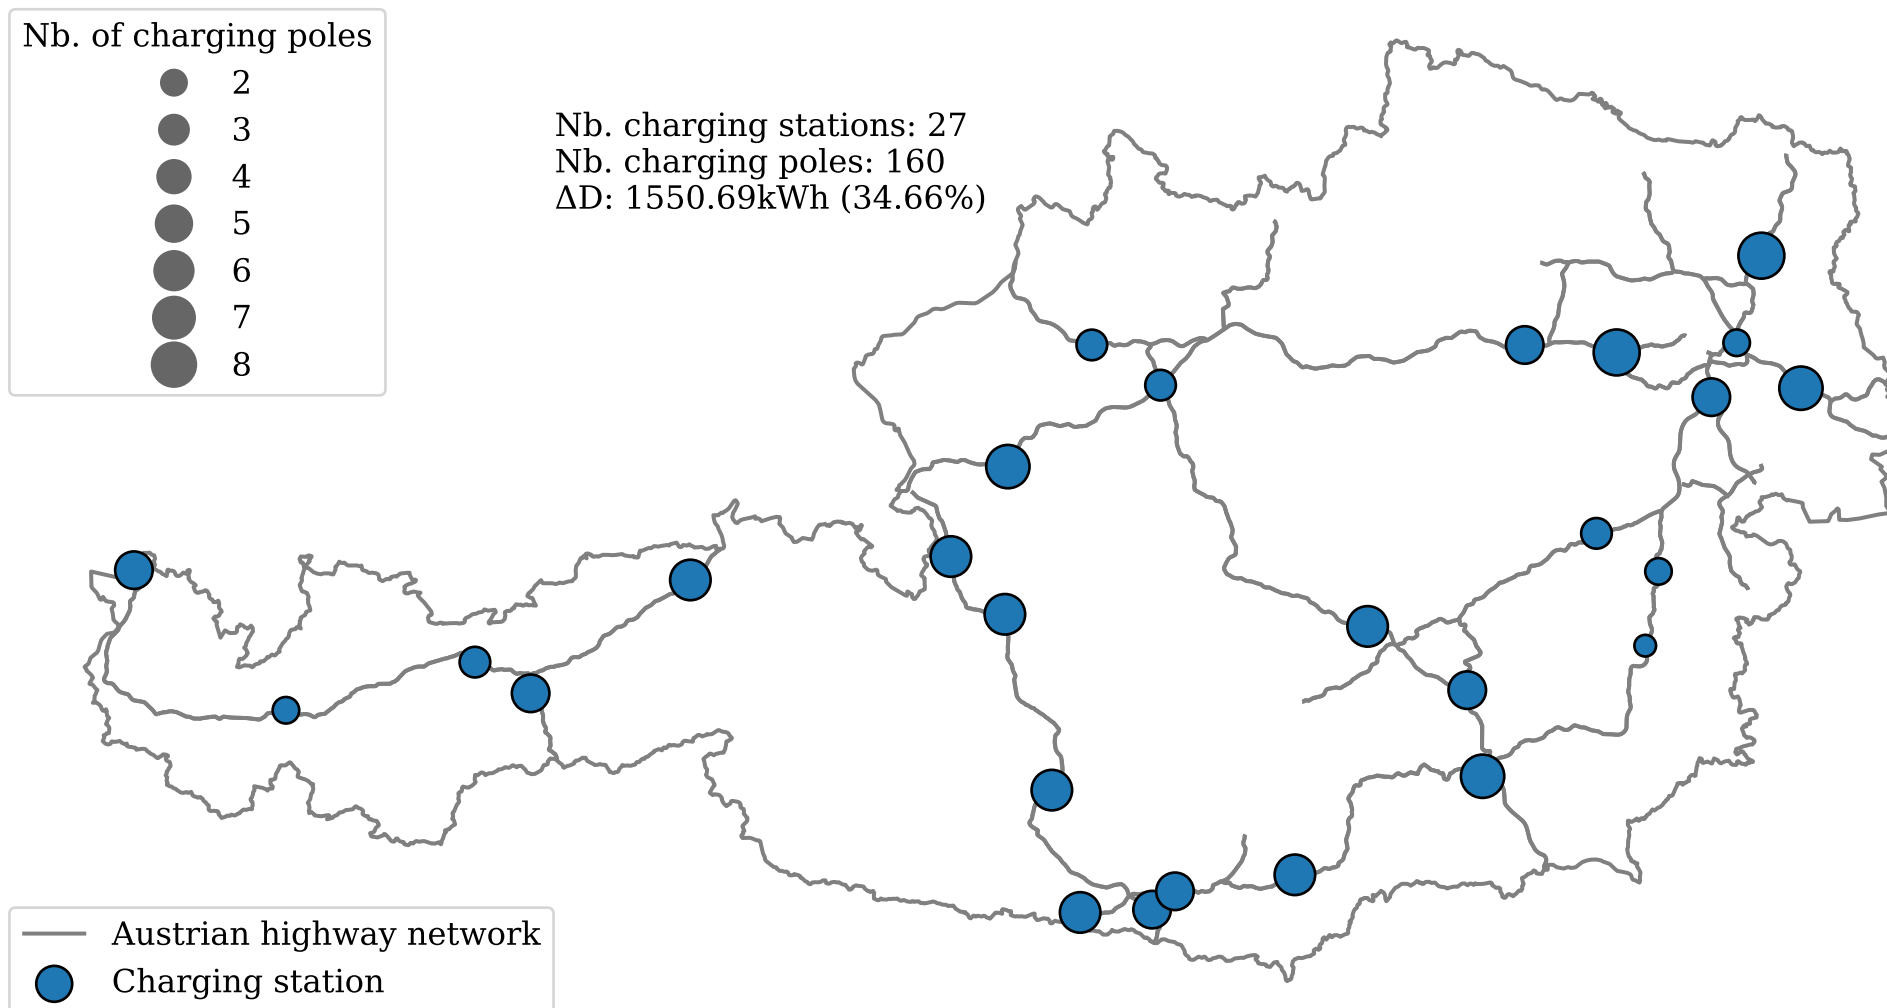 Nb. of charging poles
2
3
4
5
6
7
8
Nb. charging stations: 27
Nb. charging poles: 160
ΔD: 1550.69kWh (34.66%)
Austrian highway network
Charging station